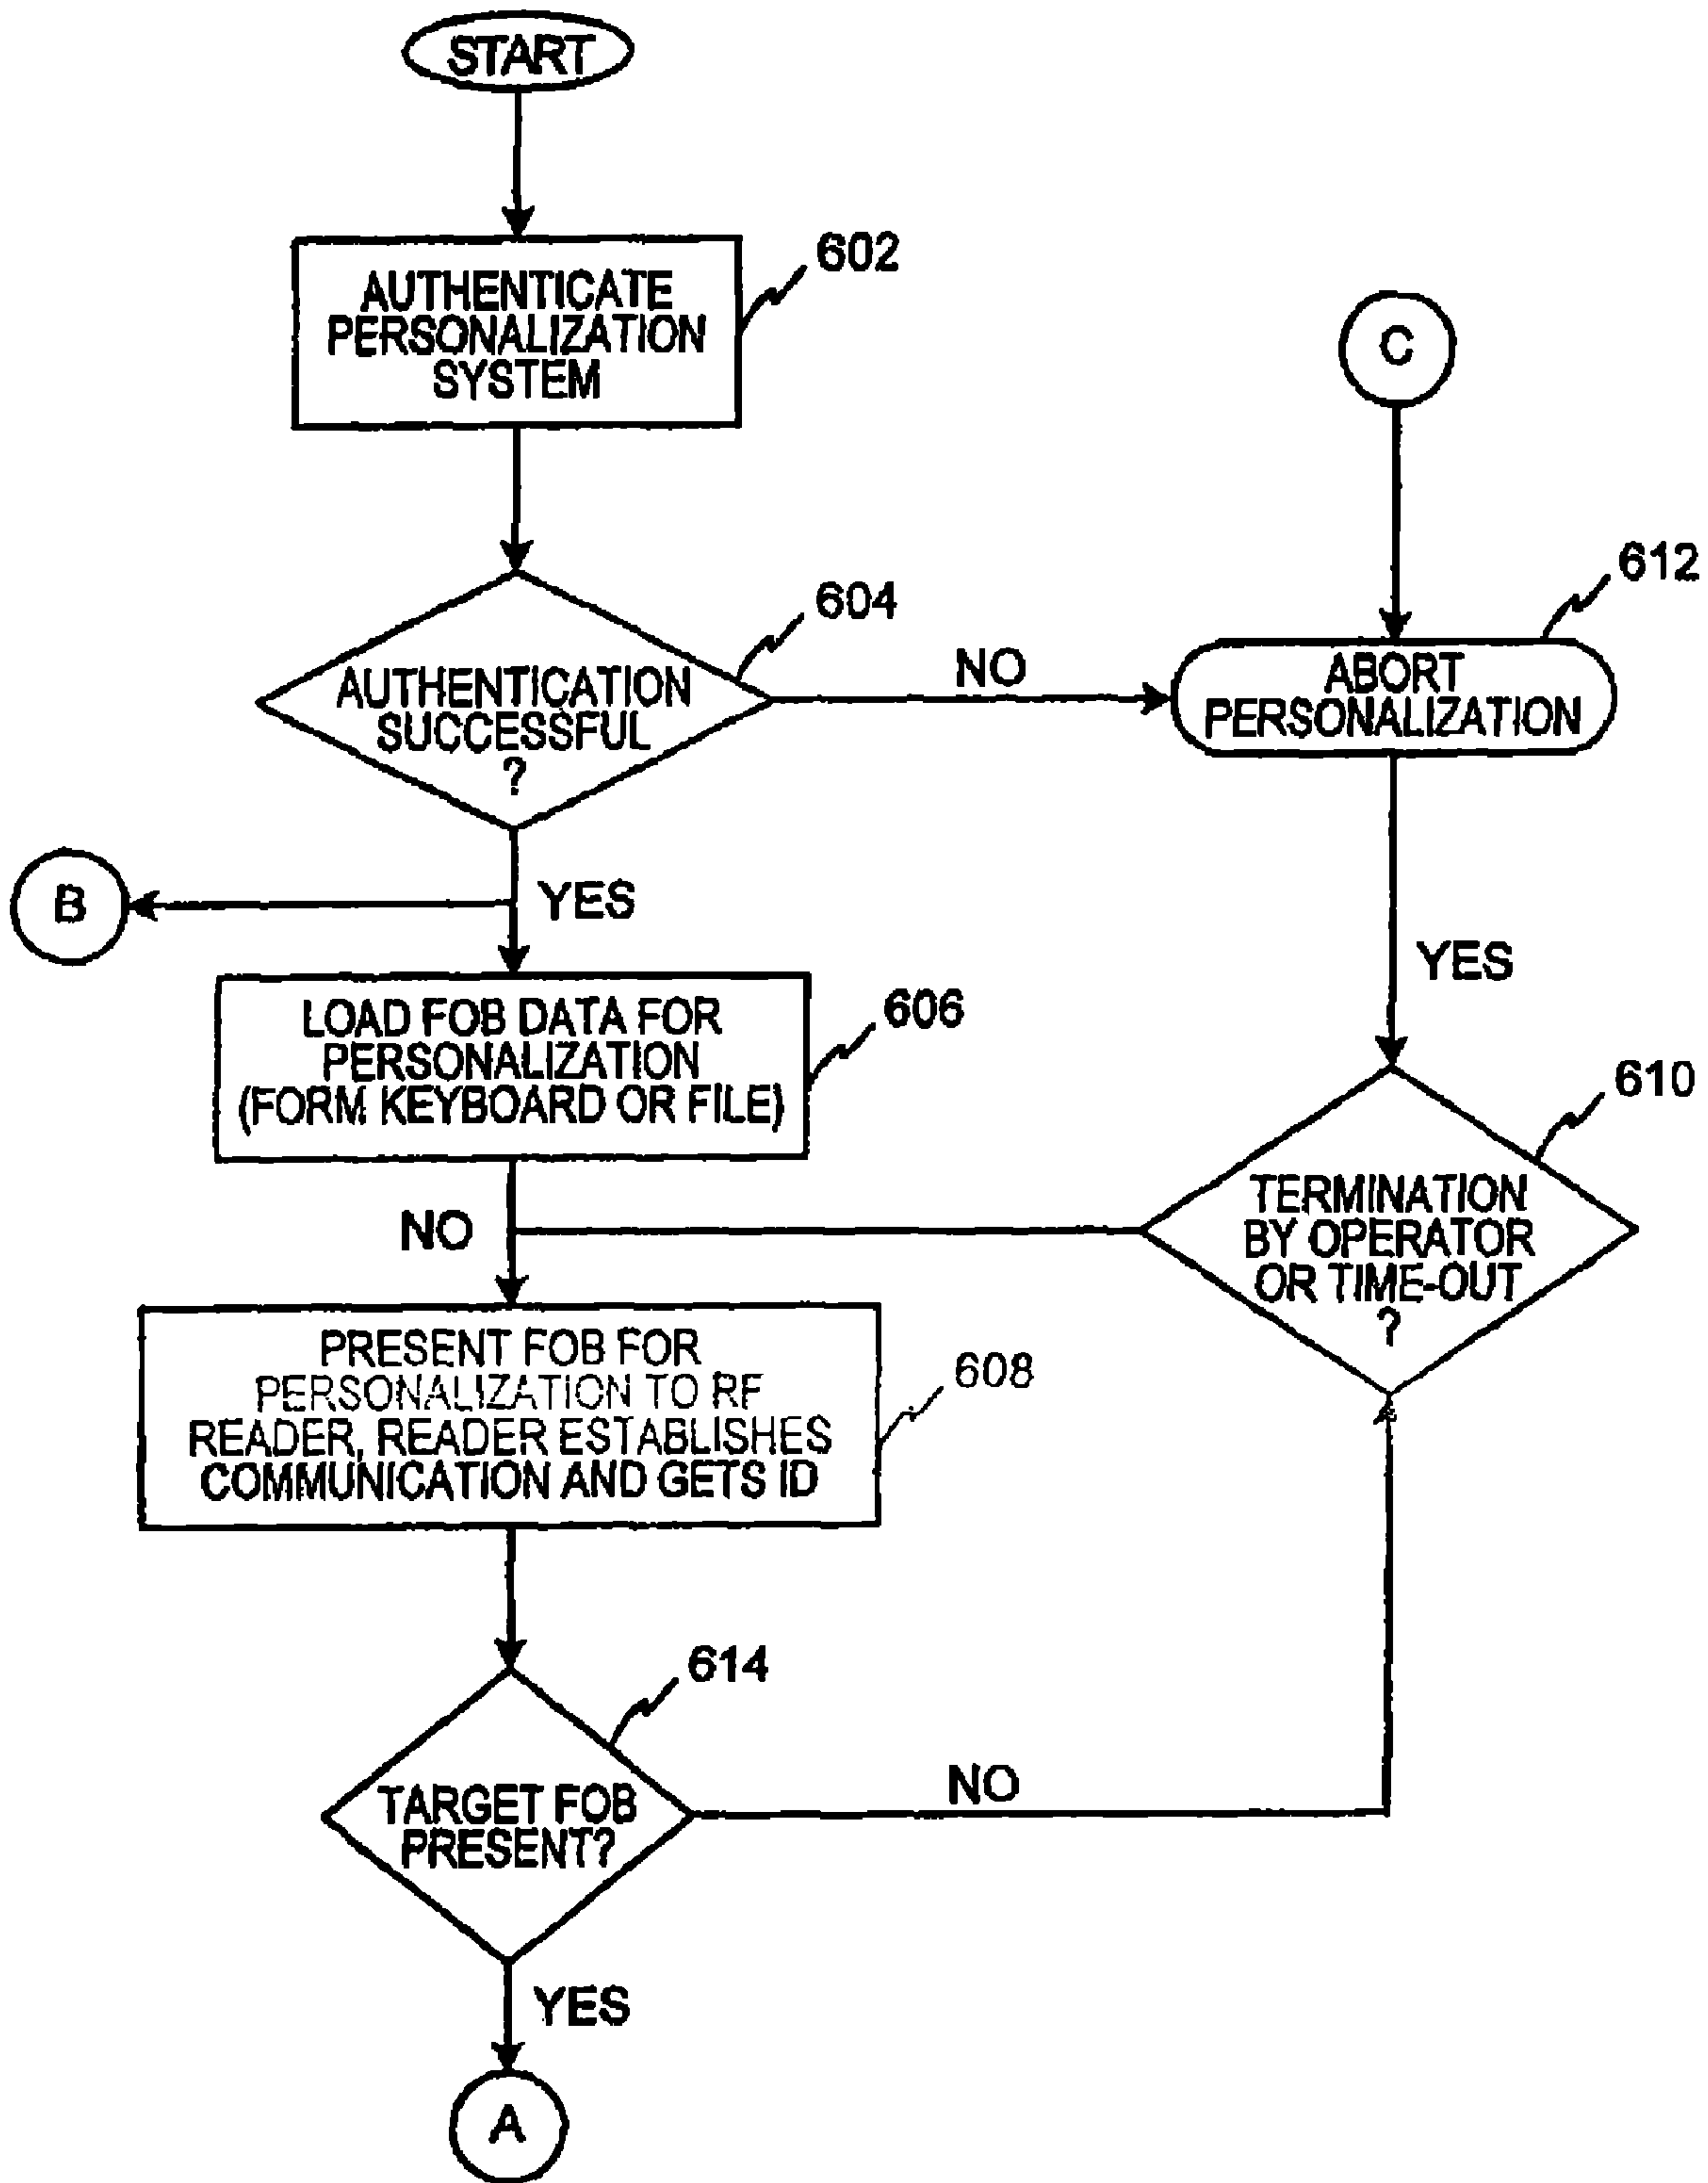 START
602
AUTHENTICATE
PERSONALIZATION
SYSTEM
C
604
AUTHENTICATION
SUCCESSFUL
?
NO
612
ABORT
PERSONALIZATION
B
YES
YES
606
LOAD FOB DATA FOR
PERSONALIZATION
(FORM KEYBOARD OR FILE)
610
TERMINATION
BY OPERATOR
OR TIME-OUT
?
NO
608
PRESENT FOB FOR
PERSONALIZATION TO RF
READER, READER ESTABLISHES
COMMUNICATION AND GETS ID
614
TARGET FOB
PRESENT?
NO
YES
A